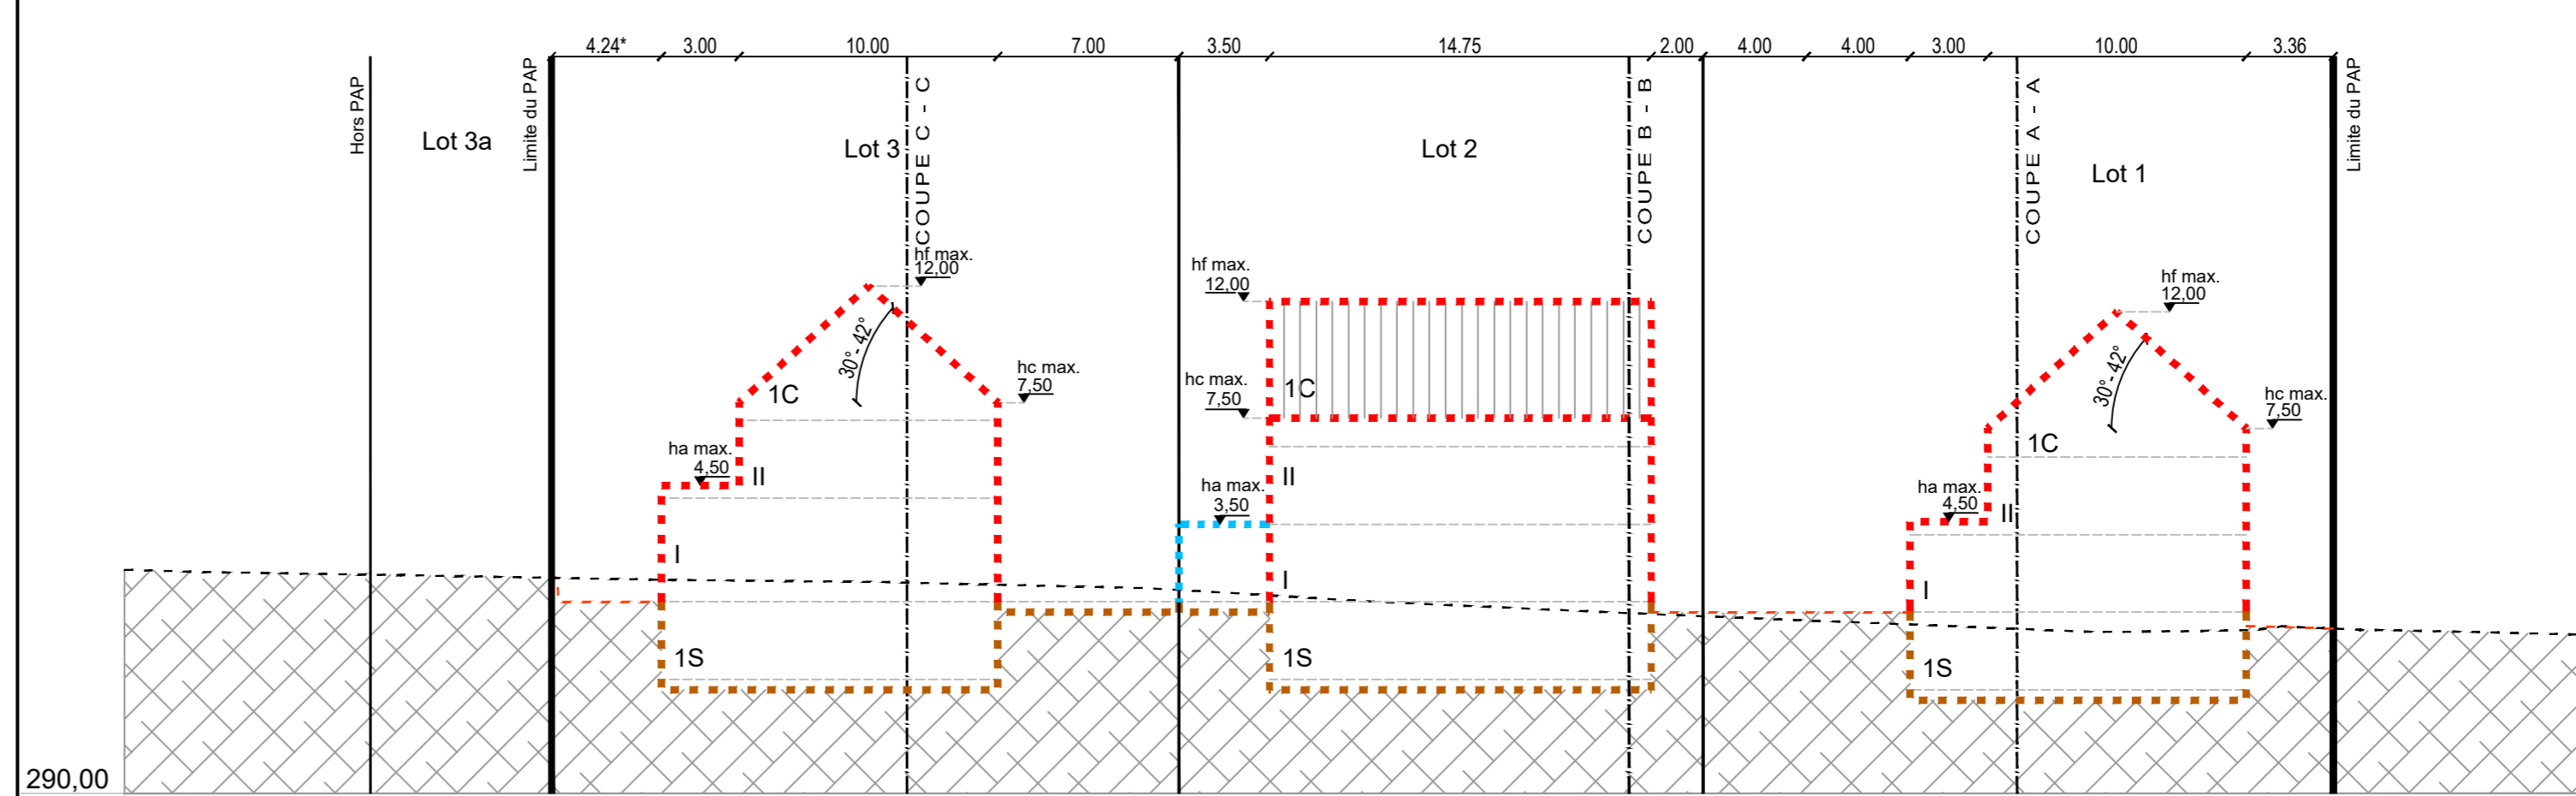 4.24* 3.00 10.00 7.00 3.50 14.75 2.00 4.00 4.00 3.00 10.00 3.36
Hors PAP
Lot 3a
Limite du PAP
Lot 3
COUPE C - C
hf max.
12,00
30°- 42°
hc max.
7,50
1C
ha max.
4,50
II
I
1S
Lot 2
COUPE B - B
hf max.
12,00
hc max.
7,50
1C
ha max.
3,50
II
I
1S
COUPE A - A
Lot 1
Limite du PAP
hf max.
12,00
30°- 42°
hc max.
7,50
1C
ha max.
4,50
II
I
1S
290,00